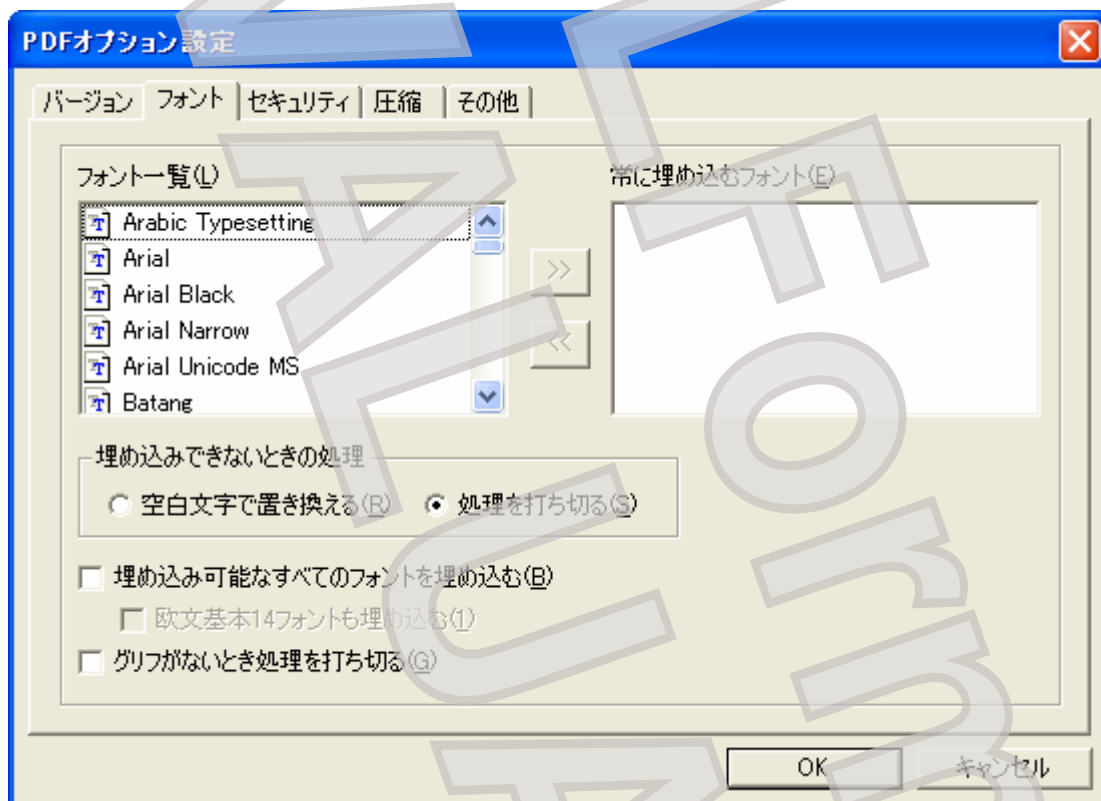 PDFオプション設定
バージョン フォント セキュリティ 圧縮 その他
フォント一覧(L) 常に埋め込むフォント(E)
Arabic Typesetting
Arial
>>
Arial Black
Arial Narrow
<<
Arial Unicode MS
Batang
埋め込みできないときの処理
空白文字で置き換える(R) 処理を打ち切る(S)
埋め込み可能なすべてのフォントを埋め込む(B)
欧文基本14フォントも埋め込む(1)
グリフがないとき処理を打ち切る(G)
OK キャンセル